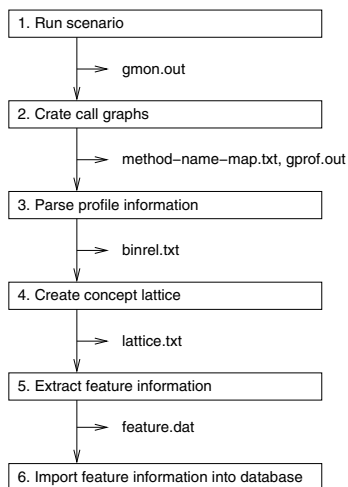 1. Run scenario
gmon.out
2. Crate call graphs
method−name−map.txt, gprof.out
3. Parse profile information
binrel.txt
4. Create concept lattice
lattice.txt
5. Extract feature information
feature.dat
6. Import feature information into database